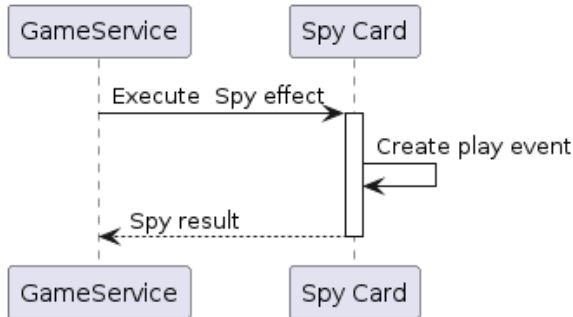 GameService
Spy Card
Execute  Spy effect
Create play event
Spy result
GameService
Spy Card